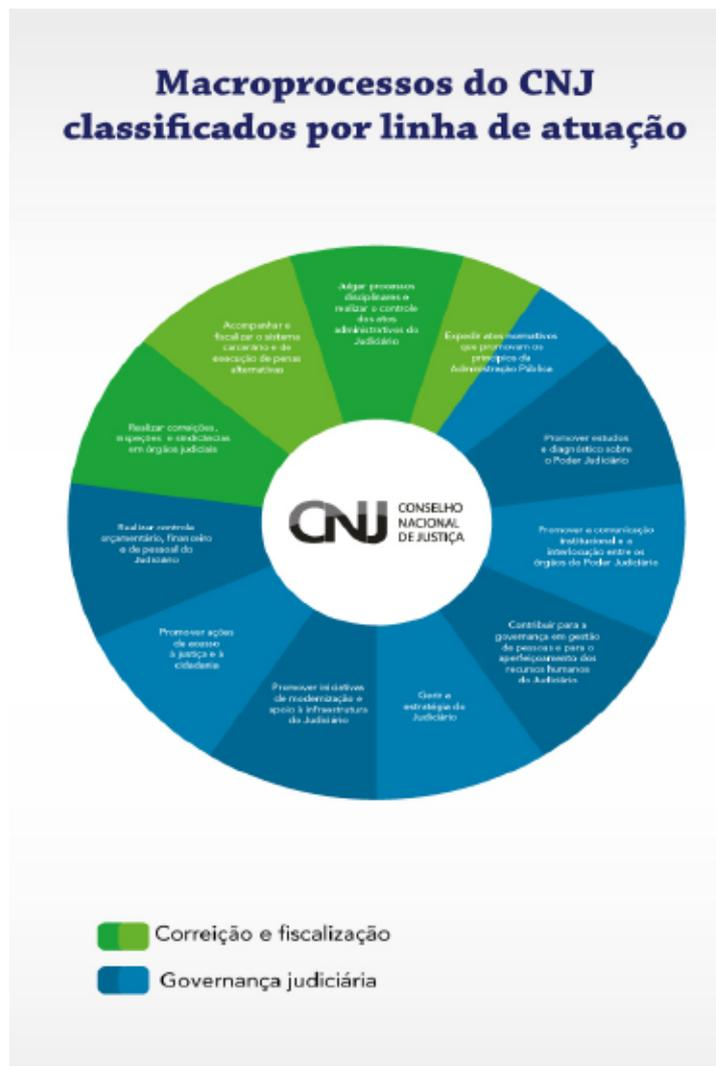 Macroprocessos do CNJ
classificados por linha de atuação
Julgar processos
disciplinares e
realizar o controle
dos atos
administrativos do
Judiciário
Expedir atos normativos
que promovam os
princípios da
Administração Pública
Promover estudos
e diagnóstico sobre
o Poder Judiciário
Promover a comunicação
institucional e a
interlocução entre os
órgãos do Poder Judiciário
Contribuir para a
governança em gestão
de pessoas e para o
aperfeiçoamento dos
recursos humanos
do Judiciário
Gerir a
estratégia do
Judiciário
Promover iniciativas
de modernização e
apoio à infraestrutura
do Judiciário
Promover ações
de acesso
à justiça e à
cidadania
Realizar controle
orçamentário, financeiro
e de pessoal do
Judiciário
Realizar correições,
inspeções e sindicâncias
em órgãos judiciais
Acompanhar e
fiscalizar o sistema
carcerário e de
execução de penas
alternativas
CNJ
CONSELHO
NACIONAL
DE JUSTIÇA
Correição e fiscalização
Governança judiciária